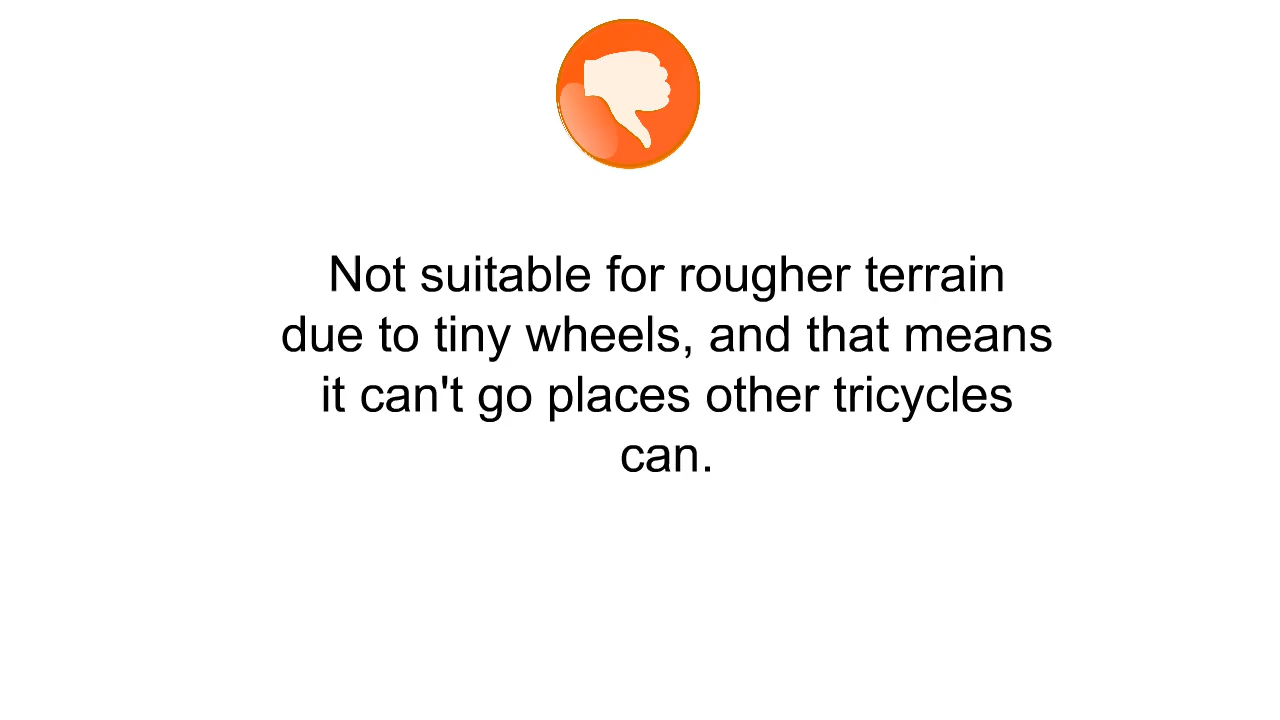 Not suitable for rougher terrain
due to tiny wheels, and that means
it can't go places other tricycles
can.